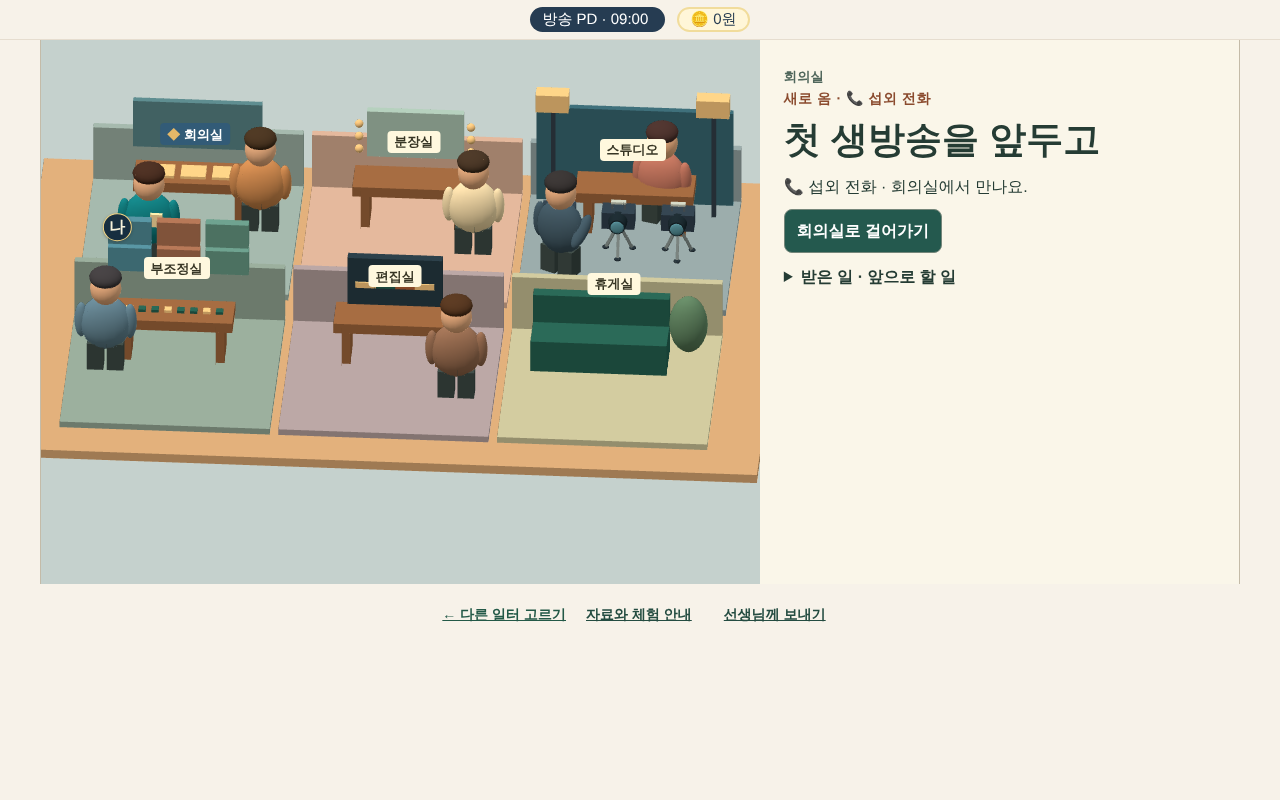 방송 PD · 09:00
🪙 0원
◆ 회의실
분장실
스튜디오
나
부조정실
편집실
휴게실
회의실
새로 옴 · 📞 섭외 전화
첫 생방송을 앞두고
📞 섭외 전화 · 회의실에서 만나요.
회의실로 걸어가기
▶ 받은 일 · 앞으로 할 일
← 다른 일터 고르기
자료와 체험 안내
선생님께 보내기